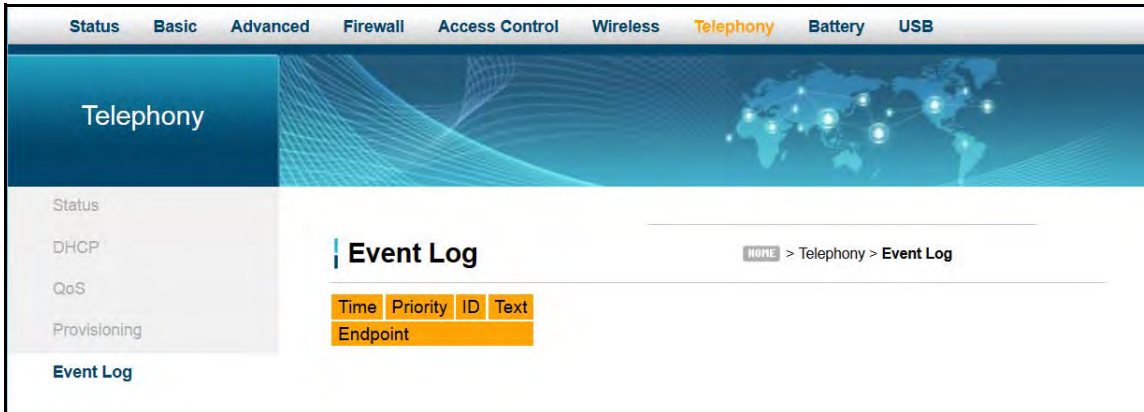 Status Basic Advanced Firewall Access Control Wireless Telephony Battery USB
Telephony
Status
DHCP
QoS
Provisioning
Event Log
Event Log
HOME > Telephony > Event Log
Time Priority ID Text
Endpoint